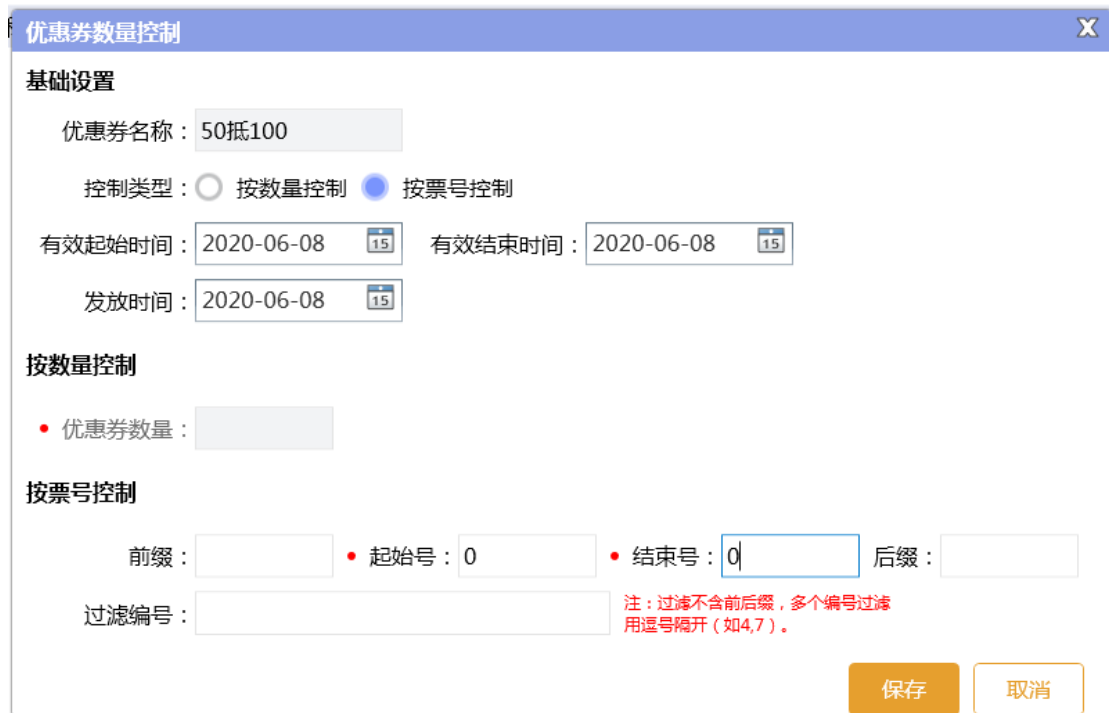 优惠券数量控制
基础设置
优惠券名称：50抵100
控制类型： 按数量控制 按票号控制
有效起始时间：2020-06-08 15 有效结束时间：2020-06-08 15
发放时间：2020-06-08 15
按数量控制
• 优惠券数量：
按票号控制
前缀： • 起始号：0 • 结束号：0 后缀：
过滤编号： 注：过滤不含前后缀，多个编号过滤
用逗号隔开（如4,7）。
保存 取消